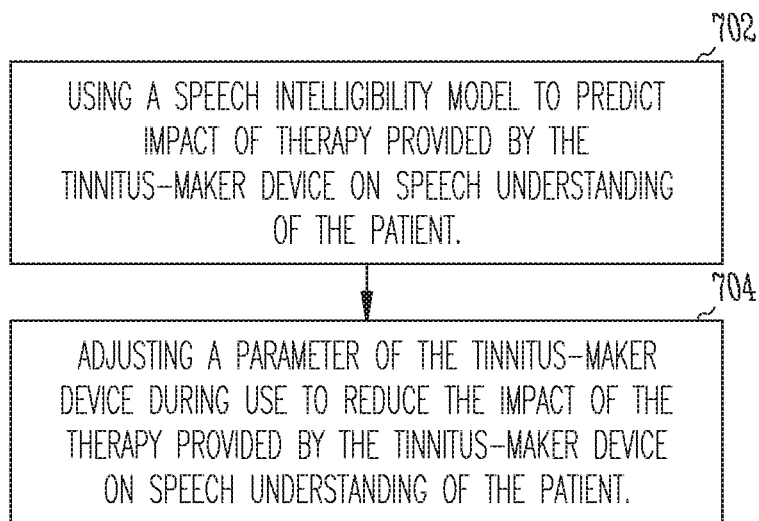 702
USING A SPEECH INTELLIGIBILITY MODEL TO PREDICT
IMPACT OF THERAPY PROVIDED BY THE
TINNITUS-MAKER DEVICE ON SPEECH UNDERSTANDING
OF THE PATIENT.
704
ADJUSTING A PARAMETER OF THE TINNITUS-MAKER
DEVICE DURING USE TO REDUCE THE IMPACT OF THE
THERAPY PROVIDED BY THE TINNITUS-MAKER DEVICE
ON SPEECH UNDERSTANDING OF THE PATIENT.